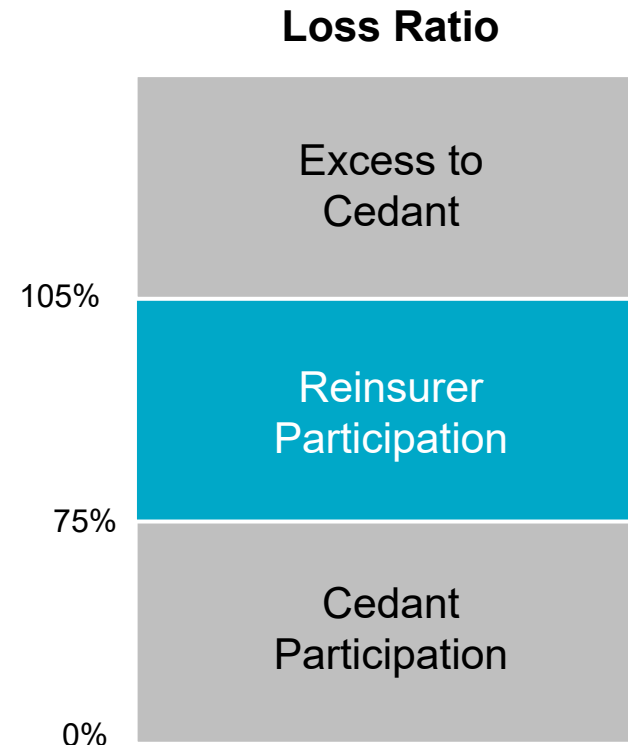 Loss Ratio
Excess to
Cedant
105%
Reinsurer
Participation
75%
Cedant
Participation
0%